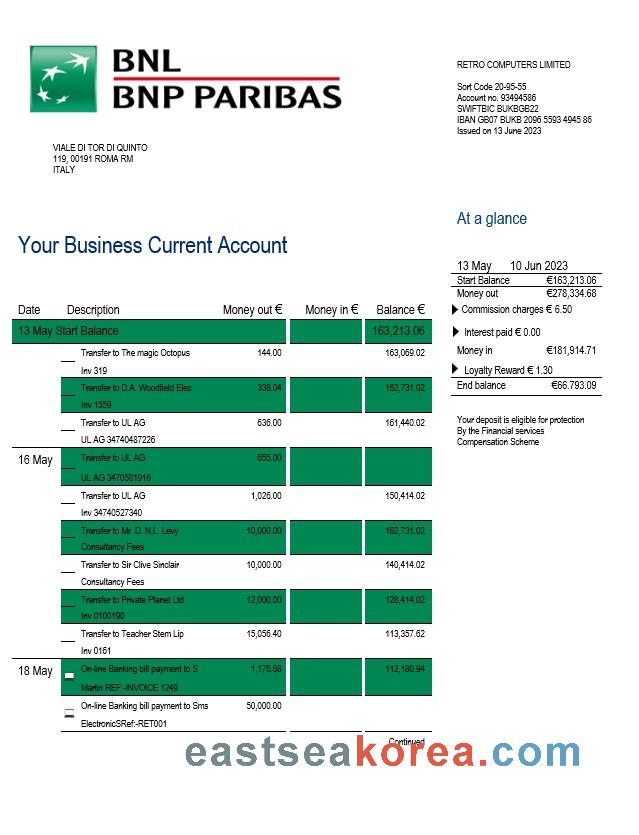 BNL
BNP PARIBAS
RETRO COMPUTERS LIMITED
Sort Code 20-95-55
Account no. 93494586
SWIFTBIC BUKBGB22
IBAN GB07 BUKB 2096 5593 4945 86
Issued on 13 June 2023
VIALE DI TOR DI QUINTO
119, 00191 ROMA RM
ITALY
At a glance
Your Business Current Account
13 May 10 Jun 2023
Start Balance €163,213.06
Money out €278,334.68
Commission charges € 6.50
Interest paid € 0.00
Money in €181,914.71
Loyalty Reward € 1.30
End balance €66.793.09
Your deposit is eligible for protection
By the Financial services
Compensation Scheme
Date Description Money out € Money in € Balance €
13 May Start Balance 163,213.06
Transfer to The magic Octopus 144.00 163,069.02
Inv 319
Transfer to D.A. Woodfield Elec 338.04 162,731.02
Inv 1559
Transfer to UL AG 636.00 161,440.02
UL AG 34740487226
16 May Transfer to UL AG 655.00
UL AG 3470581916
Transfer to UL AG 1,026.00 150,414.02
Inv 34740527340
Transfer to Mr. D. N.L. Levy 10,000.00 162,731.02
Consultancy Fees
Transfer to Sir Clive Sinclair 10,000.00 140,414.02
Consultancy Fees
Transfer to Private Planet Ltd 12,000.00 128,414.02
Inv 0100190
Transfer to Teacher Stem Lip 15,056.40 113,357.62
Inv 0161
18 May On-line Banking bill payment to S 1,176.68 112,180.94
Martin REF:-INVOICE 1249
On-line Banking bill payment to Sms 50,000.00
ElectronicSRef:-RET001
Continued
eastseakorea.com